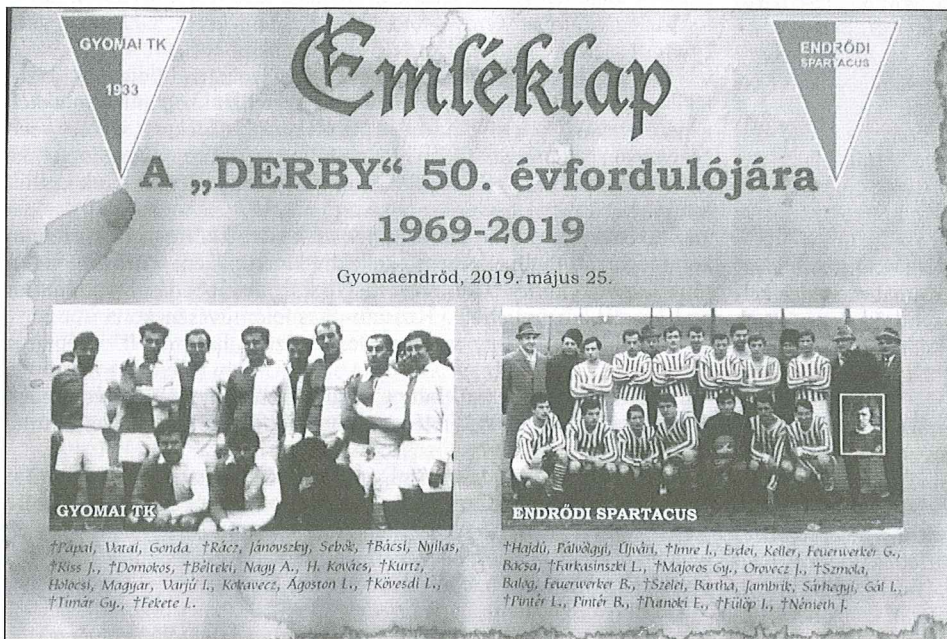 GYOMAI TK
1933
Emléklap
ENDRŐDI
SPARTACUS
A „DERBY“ 50. évfordulójára
1969-2019
Gyomaendrőd, 2019. május 25.
GYOMAI TK
†Pápai, Vatai, Gonda. †Rácz, Jánovszky, Sebők, †Bácsi, Nyilas,
†Kiss J., †Domokos, †Bélteki, Nagy A., H. Kovács, †Kurtz,
Holocsi, Magyar, Varjú I., Kokavecz, Ágoston I., †Kövesdi L.,
†Timár Gy., †Fekete L.
ENDRŐDI SPARTACUS
†Hajdú, Pálvölgyi, Újvári, †Imre I., Erdei, Keller, Feuerwerker G.,
Bacsa, †Farkasinszki L., †Majoros Gy., Orovecz J., †Szmola,
Balog, Feuerwerker B., †Szelei, Bartha, Jambrik, Sárhegyi, Gál I.,
†Pintér L., Pintér B., †Putnoki E., †Fülöp I., †Németh J.